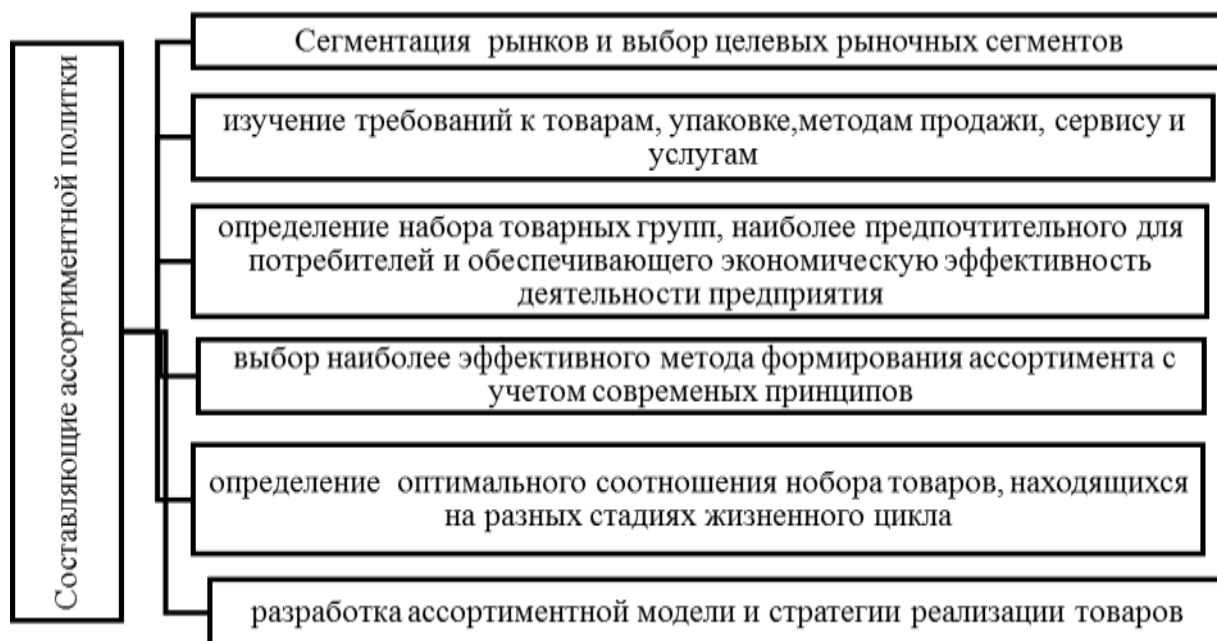 Составляющие ассортиментной политки
Сегментация рынков и выбор целевых рыночных сегментов
изучение требований к товарам, упаковке,методам продажи, сервису и
услугам
определение набора товарных групп, наиболее предпочтительного для
потребителей и обеспечивающего экономическую эффективность
деятельности предприятия
выбор наиболее эффективного метода формирования ассортимента с
учетом современых принципов
определение оптимального соотношения нобора товаров, находящихся
на разных стадиях жизненного цикла
разработка ассортиментной модели и стратегии реализации товаров